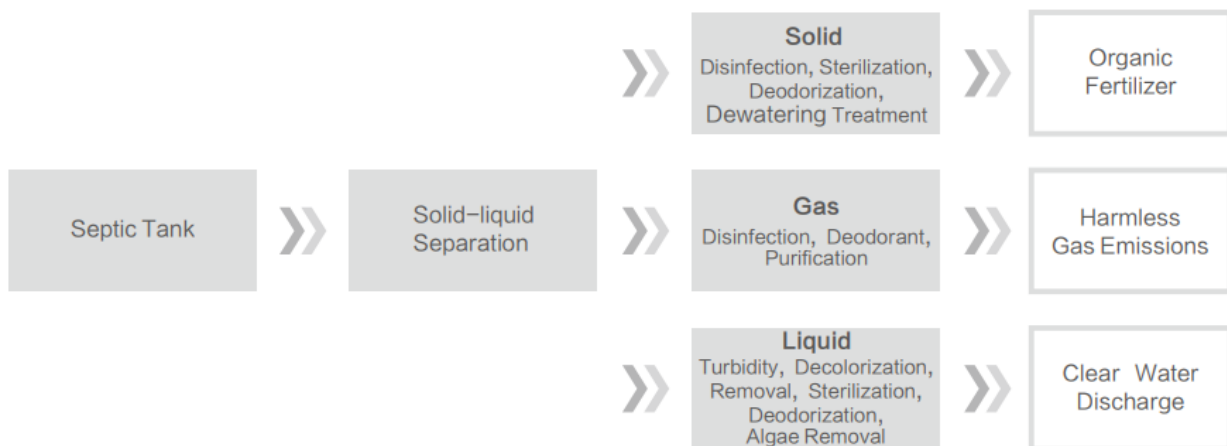 Septic Tank
Solid-liquid
Separation
Solid
Disinfection, Sterilization,
Deodorization,
Dewatering Treatment
Organic
Fertilizer
Gas
Disinfection, Deodorant,
Purification
Harmless
Gas Emissions
Liquid
Turbidity, Decolorization,
Removal, Sterilization,
Deodorization,
Algae Removal
Clear Water
Discharge